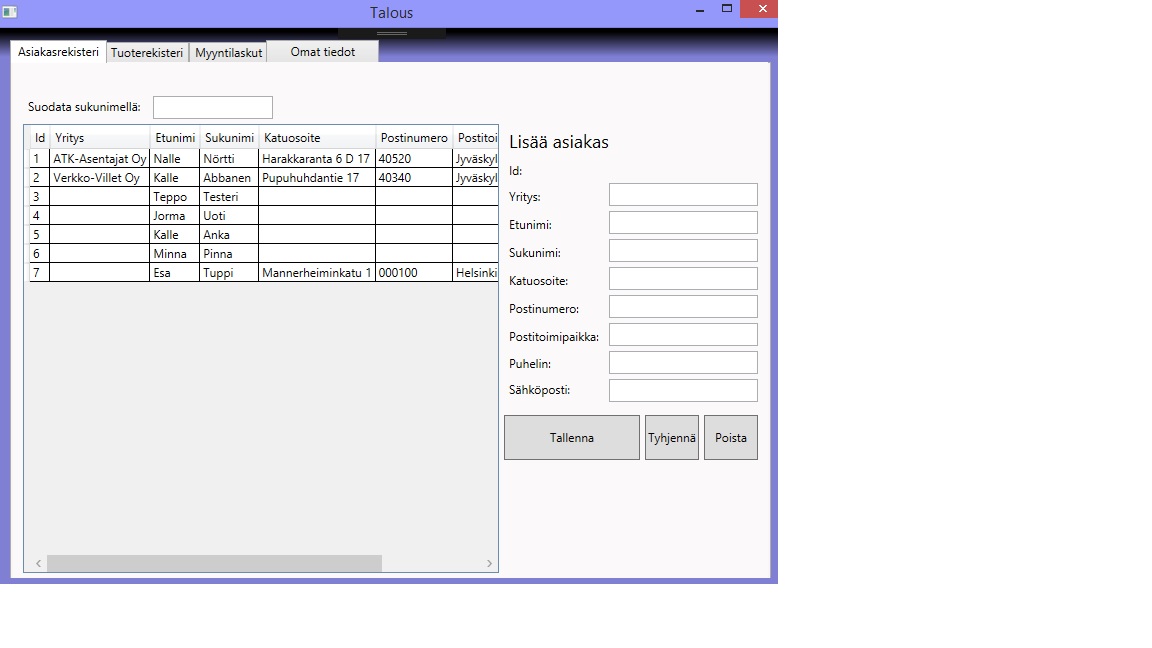 Talous
Asiakasrekisteri Tuoterekisteri Myyntilaskut Omat tiedot
Suodata sukunimellä:
Id Yritys Etunimi Sukunimi Katuosoite Postinumero Postitoi
1 ATK-Asentajat Oy Nalle Nörtti Harakkaranta 6 D 17 40520 Jyväskyl
2 Verkko-Villet Oy Kalle Abbanen Pupuhuhdantie 17 40340 Jyväskyl
3 Teppo Testeri
4 Jorma Uoti
5 Kalle Anka
6 Minna Pinna
7 Esa Tuppi Mannerheiminkatu 1 000100 Helsinki
Lisää asiakas
Id:
Yritys:
Etunimi:
Sukunimi:
Katuosoite:
Postinumero:
Postitoimipaikka:
Puhelin:
Sähköposti:
Tallenna Tyhjennä Poista